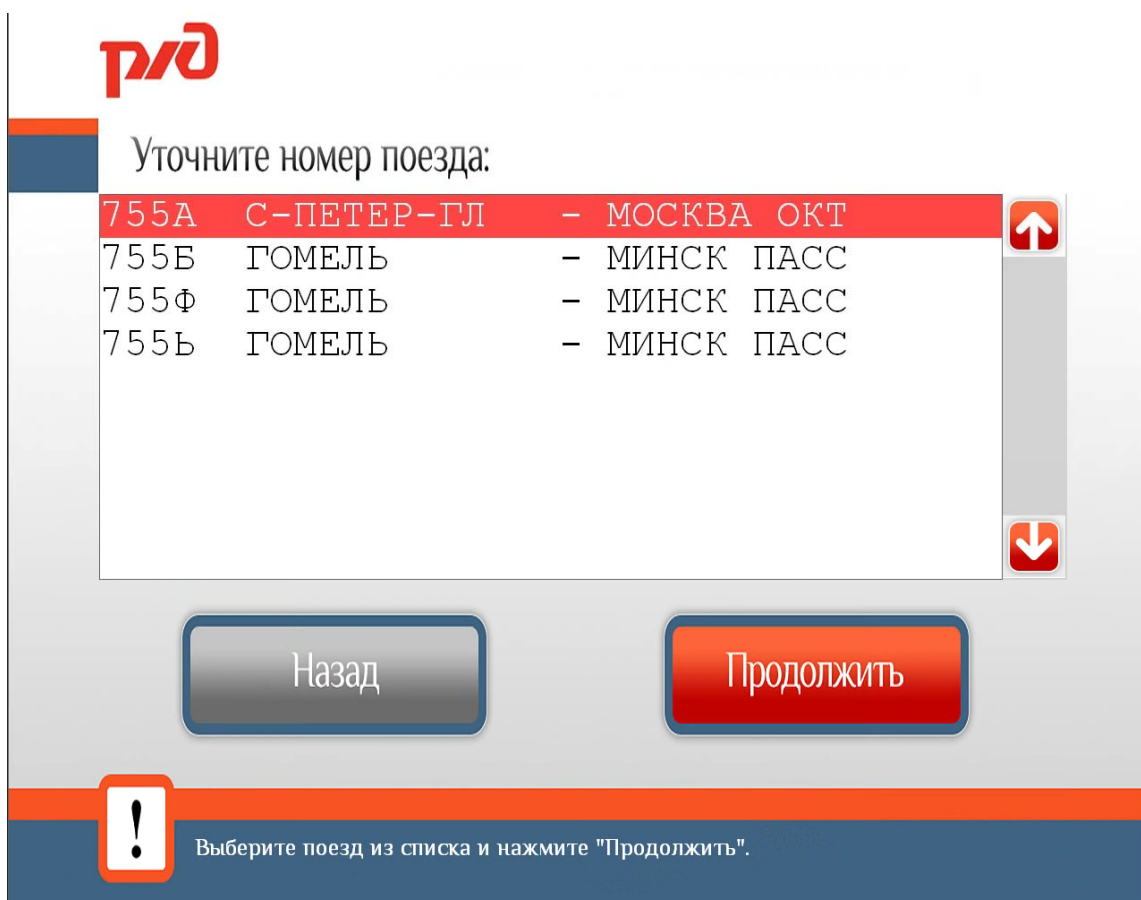 ржд
Уточните номер поезда:
755А С-ПЕТЕР-ГЛ - МОСКВА ОКТ
755Б ГОМЕЛЬ - МИНСК ПАСС
755Ф ГОМЕЛЬ - МИНСК ПАСС
755Ь ГОМЕЛЬ - МИНСК ПАСС
Назад
Продолжить
!
Выберите поезд из списка и нажмите "Продолжить".